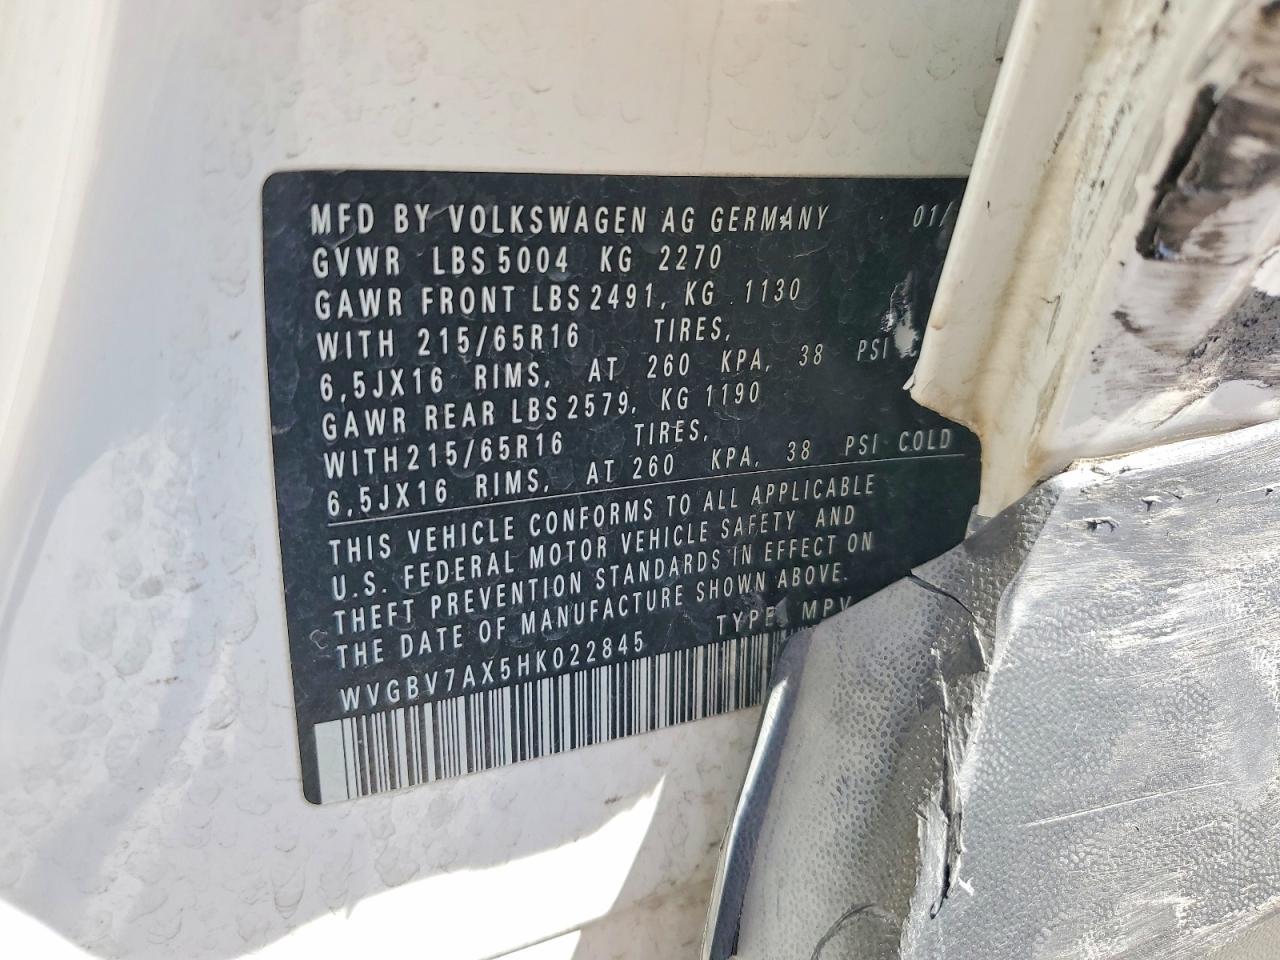 MFD BY VOLKSWAGEN AG GERMANY 01/
GVWR LBS 5004 KG 2270
GAWR FRONT LBS 2491, KG 1130
WITH 215/65R16 TIRES,
6,5JX16 RIMS, AT 260 KPA, 38 PSI
GAWR REAR LBS 2579, KG 1190
WITH 215/65R16 TIRES,
6,5JX16 RIMS, AT 260 KPA, 38 PSI COLD
THIS VEHICLE CONFORMS TO ALL APPLICABLE
U.S. FEDERAL MOTOR VEHICLE SAFETY AND
THEFT PREVENTION STANDARDS IN EFFECT ON
THE DATE OF MANUFACTURE SHOWN ABOVE.
WVGBV7AX5HK022845 TYPE MPV